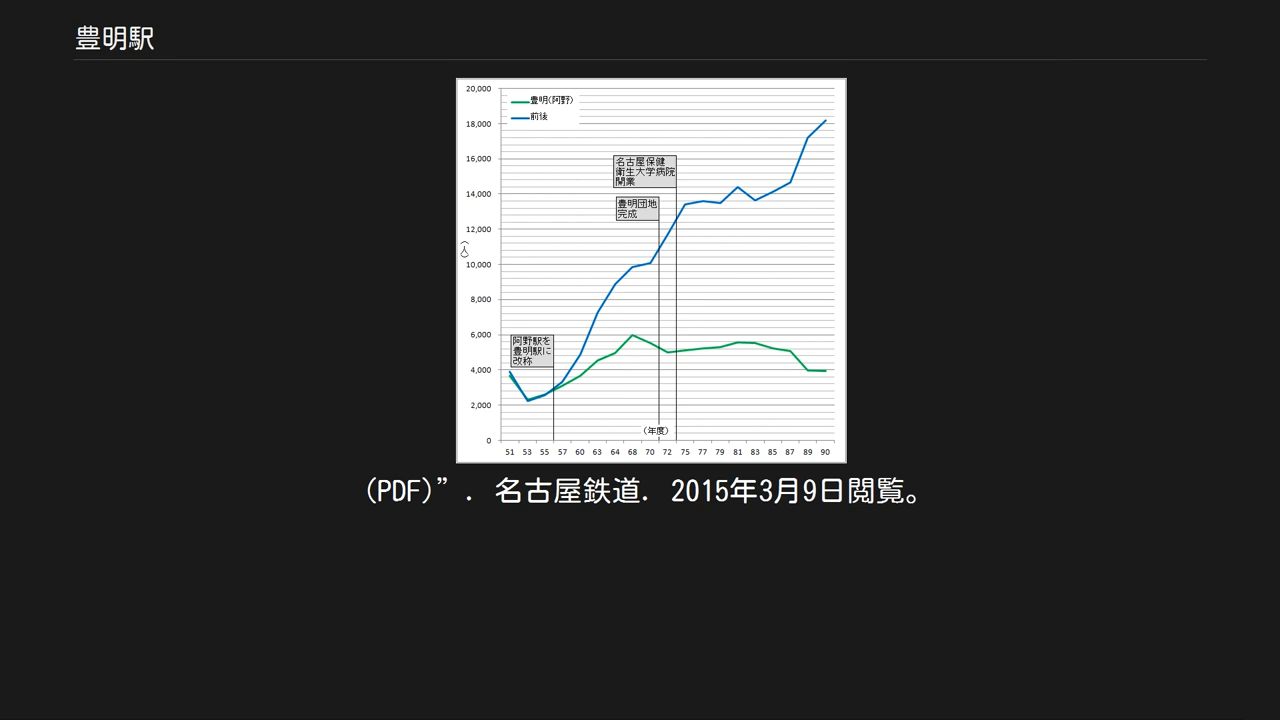 豊明駅
20,000
18,000
16,000
14,000
12,000
10,000
8,000
6,000
4,000
2,000
0
(人)
豊明(阿野)
前後
名古屋保健
衛生大学病院
開業
豊明団地
完成
阿野駅を
豊明駅に
改称
(年度)
51 53 55 57 60 63 64 68 70 72 75 77 79 81 83 85 87 89 90
(PDF)”. 名古屋鉄道. 2015年3月9日閲覧。